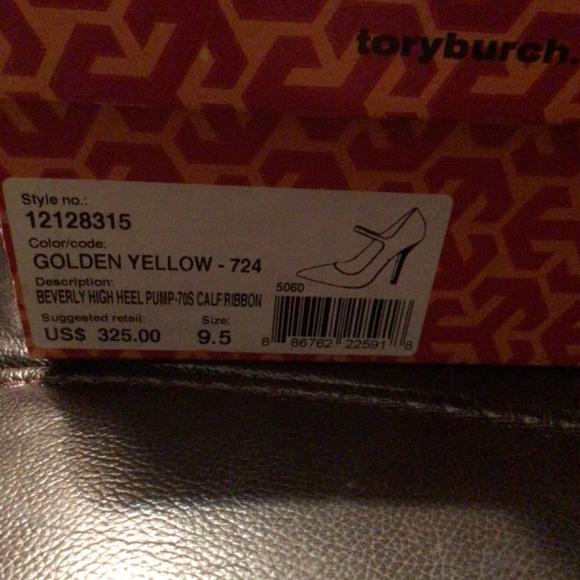 toryburch.
Style no.:
12128315
Color/code:
GOLDEN YELLOW - 724
Description:
BEVERLY HIGH HEEL PUMP-70S CALF RIBBON
Suggested retail: Size:
US$ 325.00 9.5
5060
8 86762 22591 8